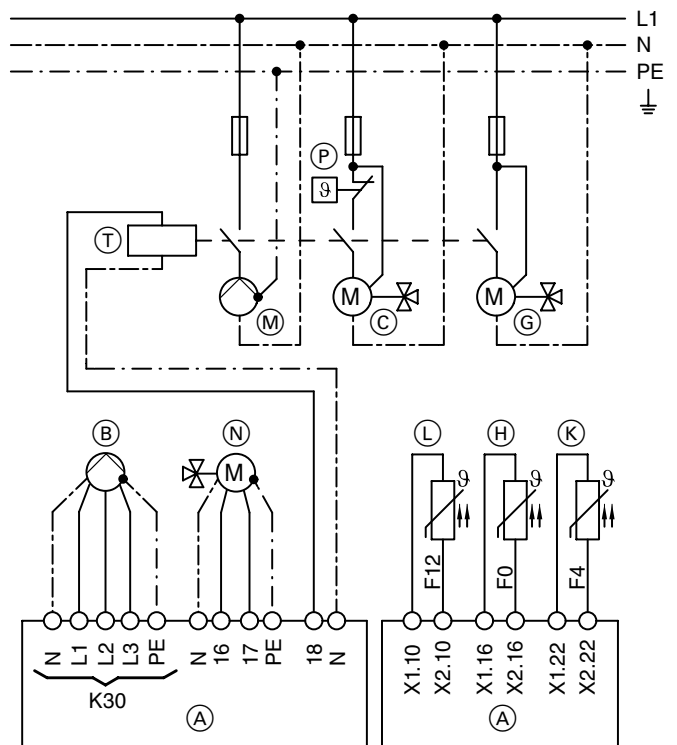 L1
N
PE
P
ϑ
T
M
M
M
C
G
B
N
L
H
K
M
ϑ
ϑ
ϑ
F12
F0
F4
N
L1
L2
L3
PE
N
16
17
PE
18
N
X1.10
X2.10
X1.16
X2.16
X1.22
X2.22
K30
A
A